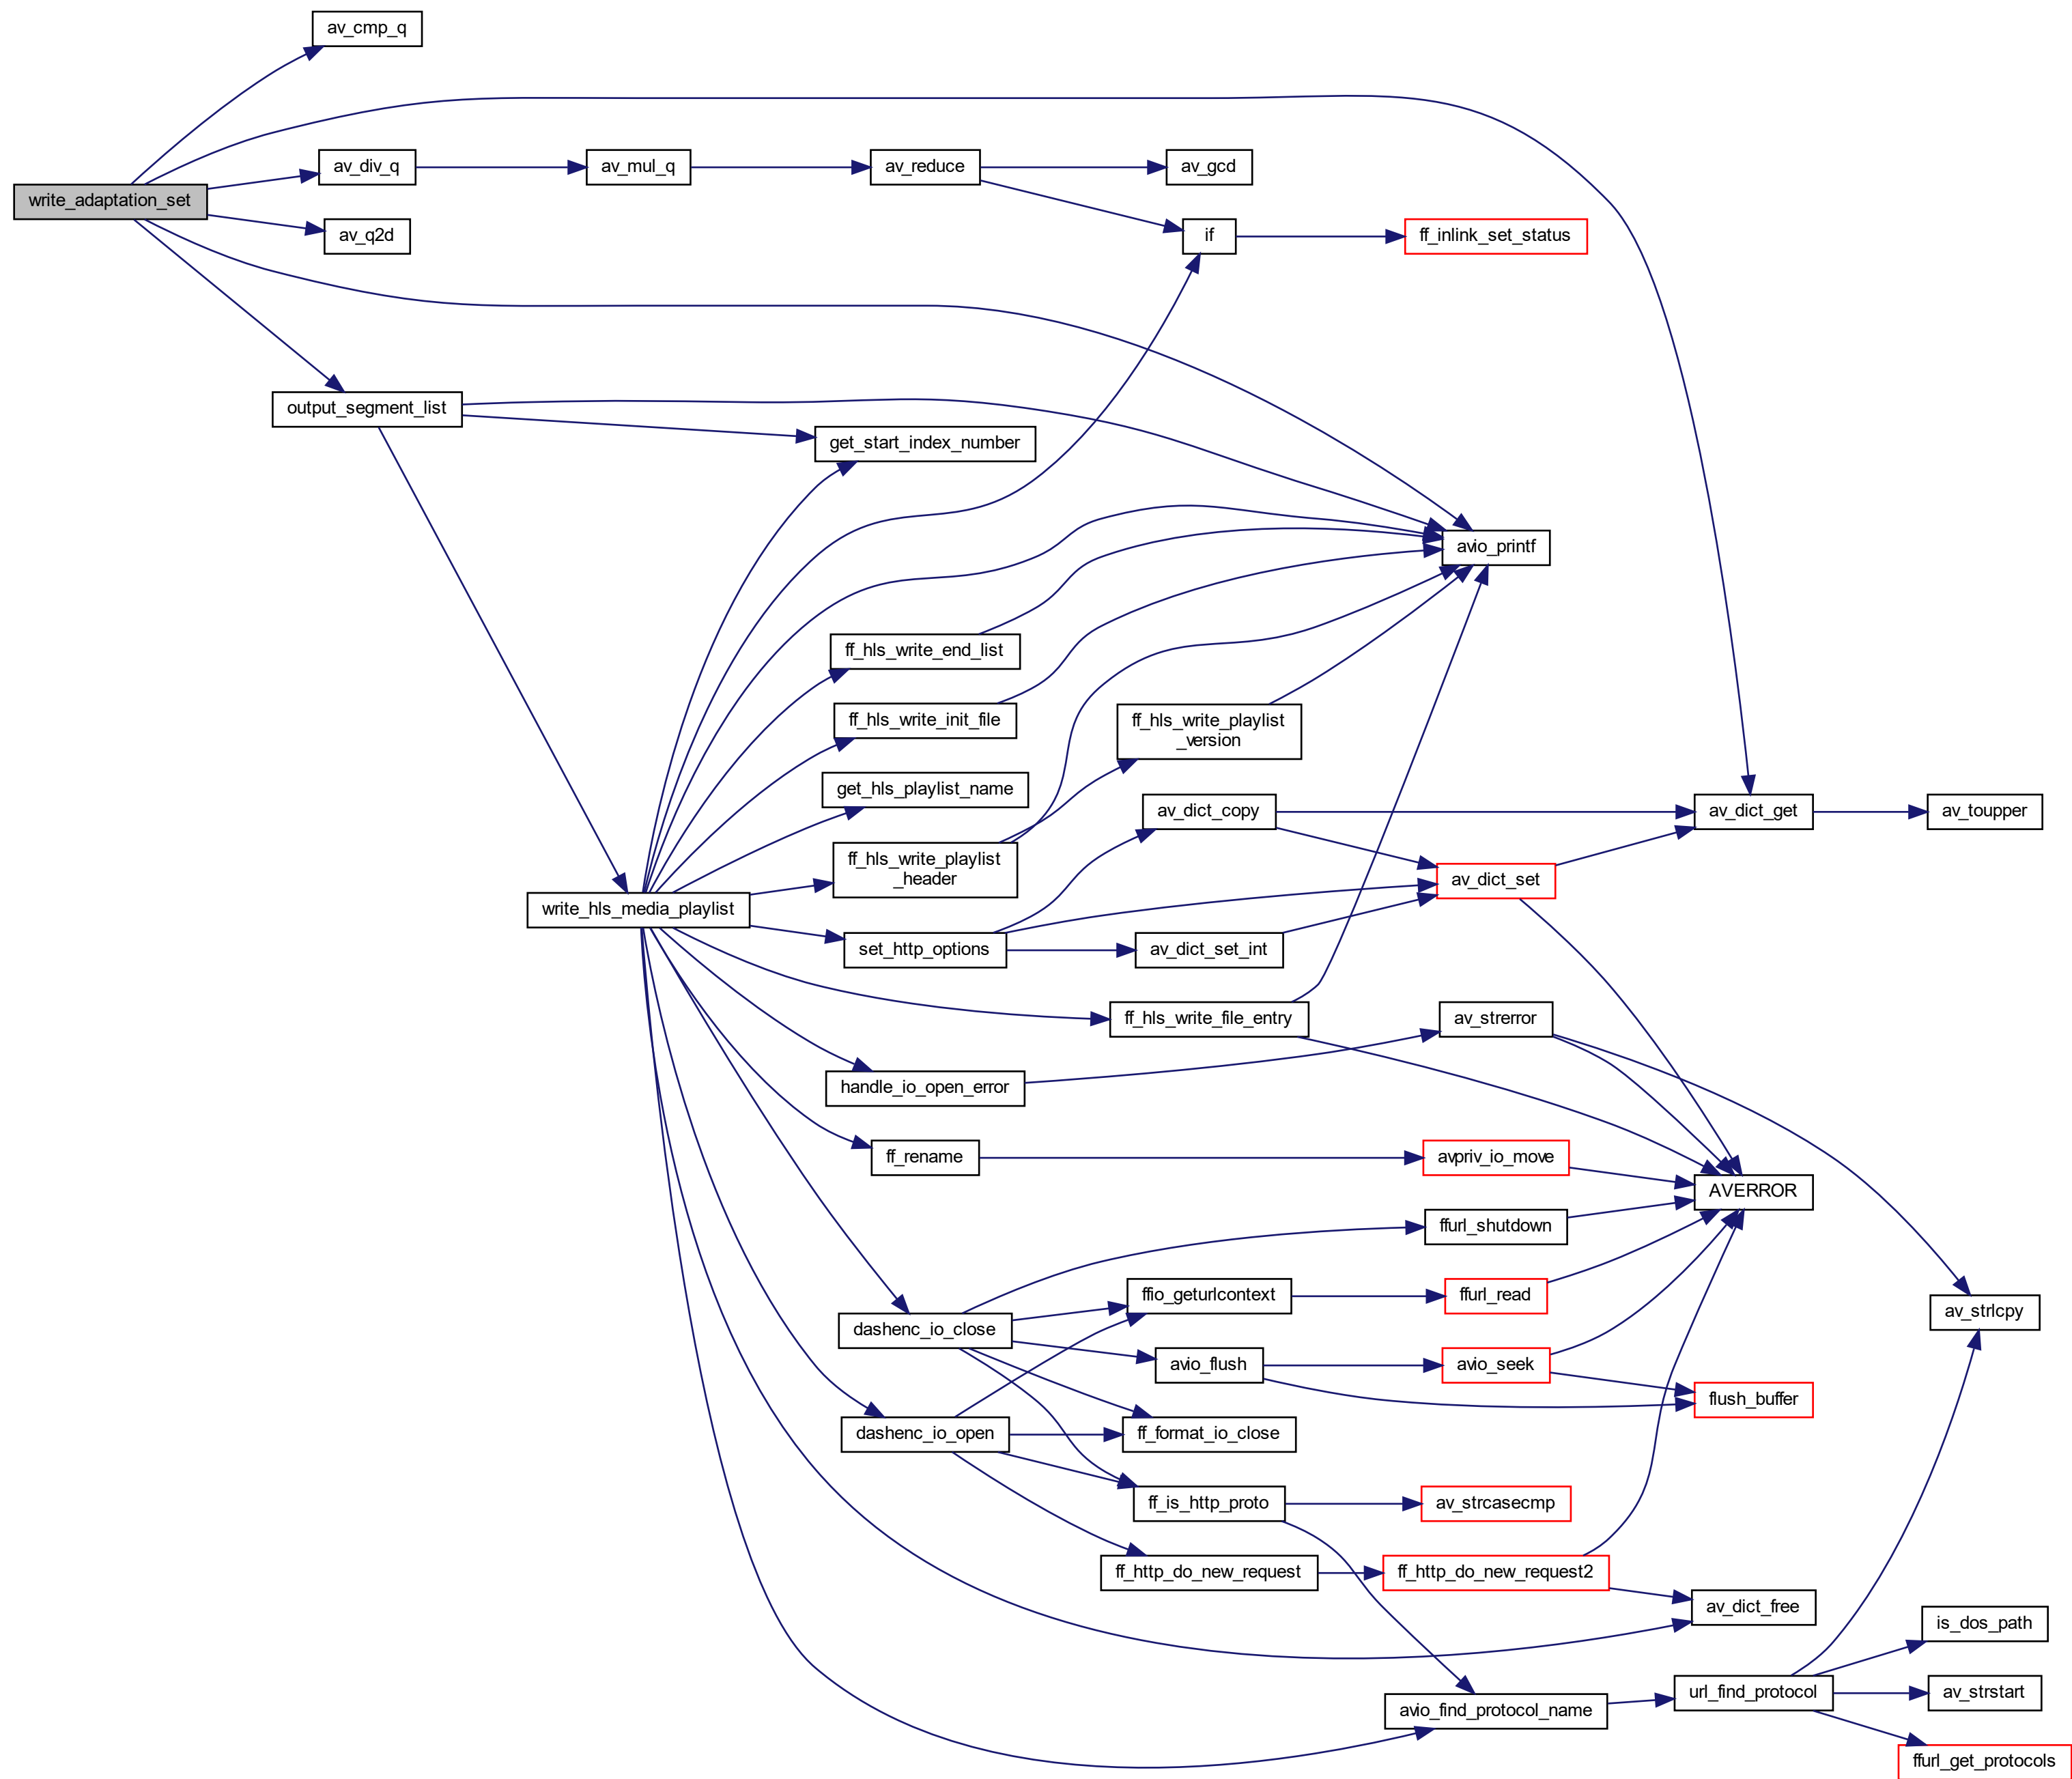 av_cmp_q
av_div_q
av_mul_q
av_reduce
av_gcd
write_adaptation_set
av_q2d
if
ff_inlink_set_status
output_segment_list
get_start_index_number
avio_printf
ff_hls_write_end_list
ff_hls_write_init_file
ff_hls_write_playlist
_version
get_hls_playlist_name
av_dict_copy
av_dict_get
av_toupper
ff_hls_write_playlist
_header
av_dict_set
write_hls_media_playlist
set_http_options
av_dict_set_int
ff_hls_write_file_entry
av_strerror
handle_io_open_error
ff_rename
avpriv_io_move
AVERROR
ffurl_shutdown
ffio_geturlcontext
ffurl_read
av_strlcpy
dashenc_io_close
avio_flush
avio_seek
flush_buffer
dashenc_io_open
ff_format_io_close
ff_is_http_proto
av_strcasecmp
ff_http_do_new_request
ff_http_do_new_request2
av_dict_free
is_dos_path
url_find_protocol
av_strstart
avio_find_protocol_name
ffurl_get_protocols